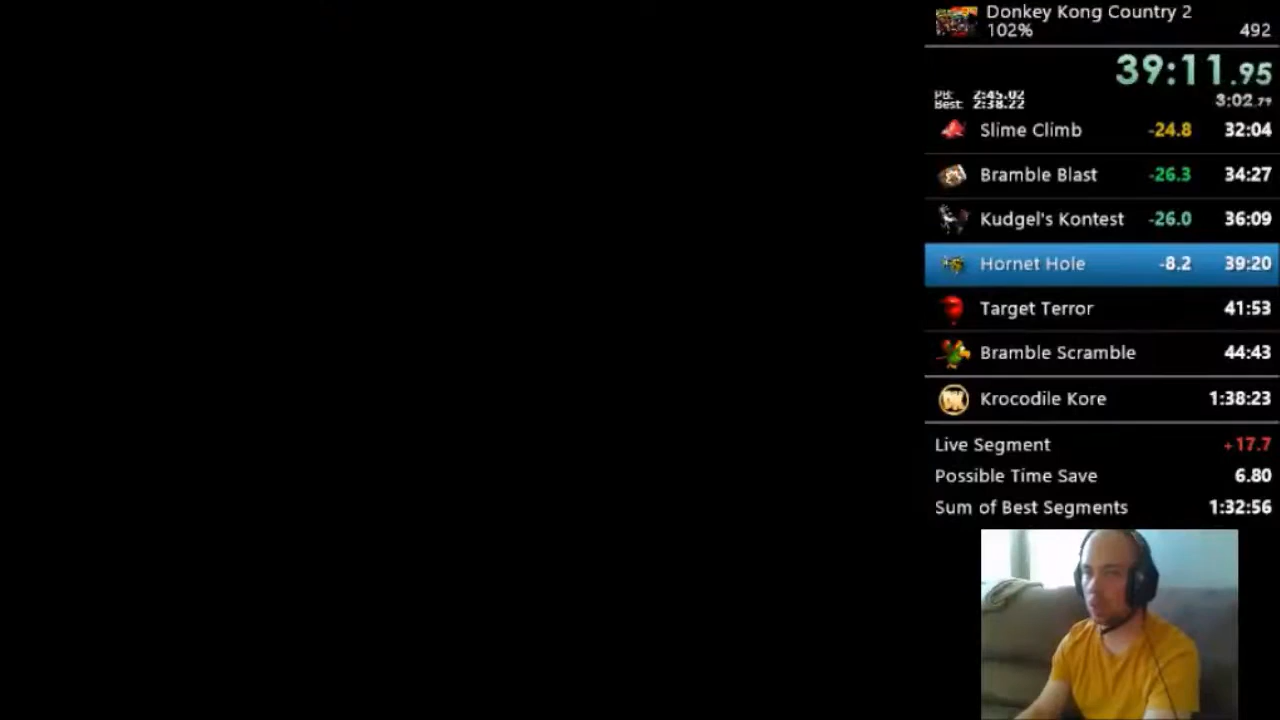 Donkey Kong Country 2
102% 492
39:11.95
PB: 2:45.02
Best: 2:38.22 3:02.79
Slime Climb -24.8 32:04
Bramble Blast -26.3 34:27
Kudgel's Kontest -26.0 36:09
Hornet Hole -8.2 39:20
Target Terror 41:53
Bramble Scramble 44:43
Krocodile Kore 1:38:23
Live Segment +17.7
Possible Time Save 6.80
Sum of Best Segments 1:32:56